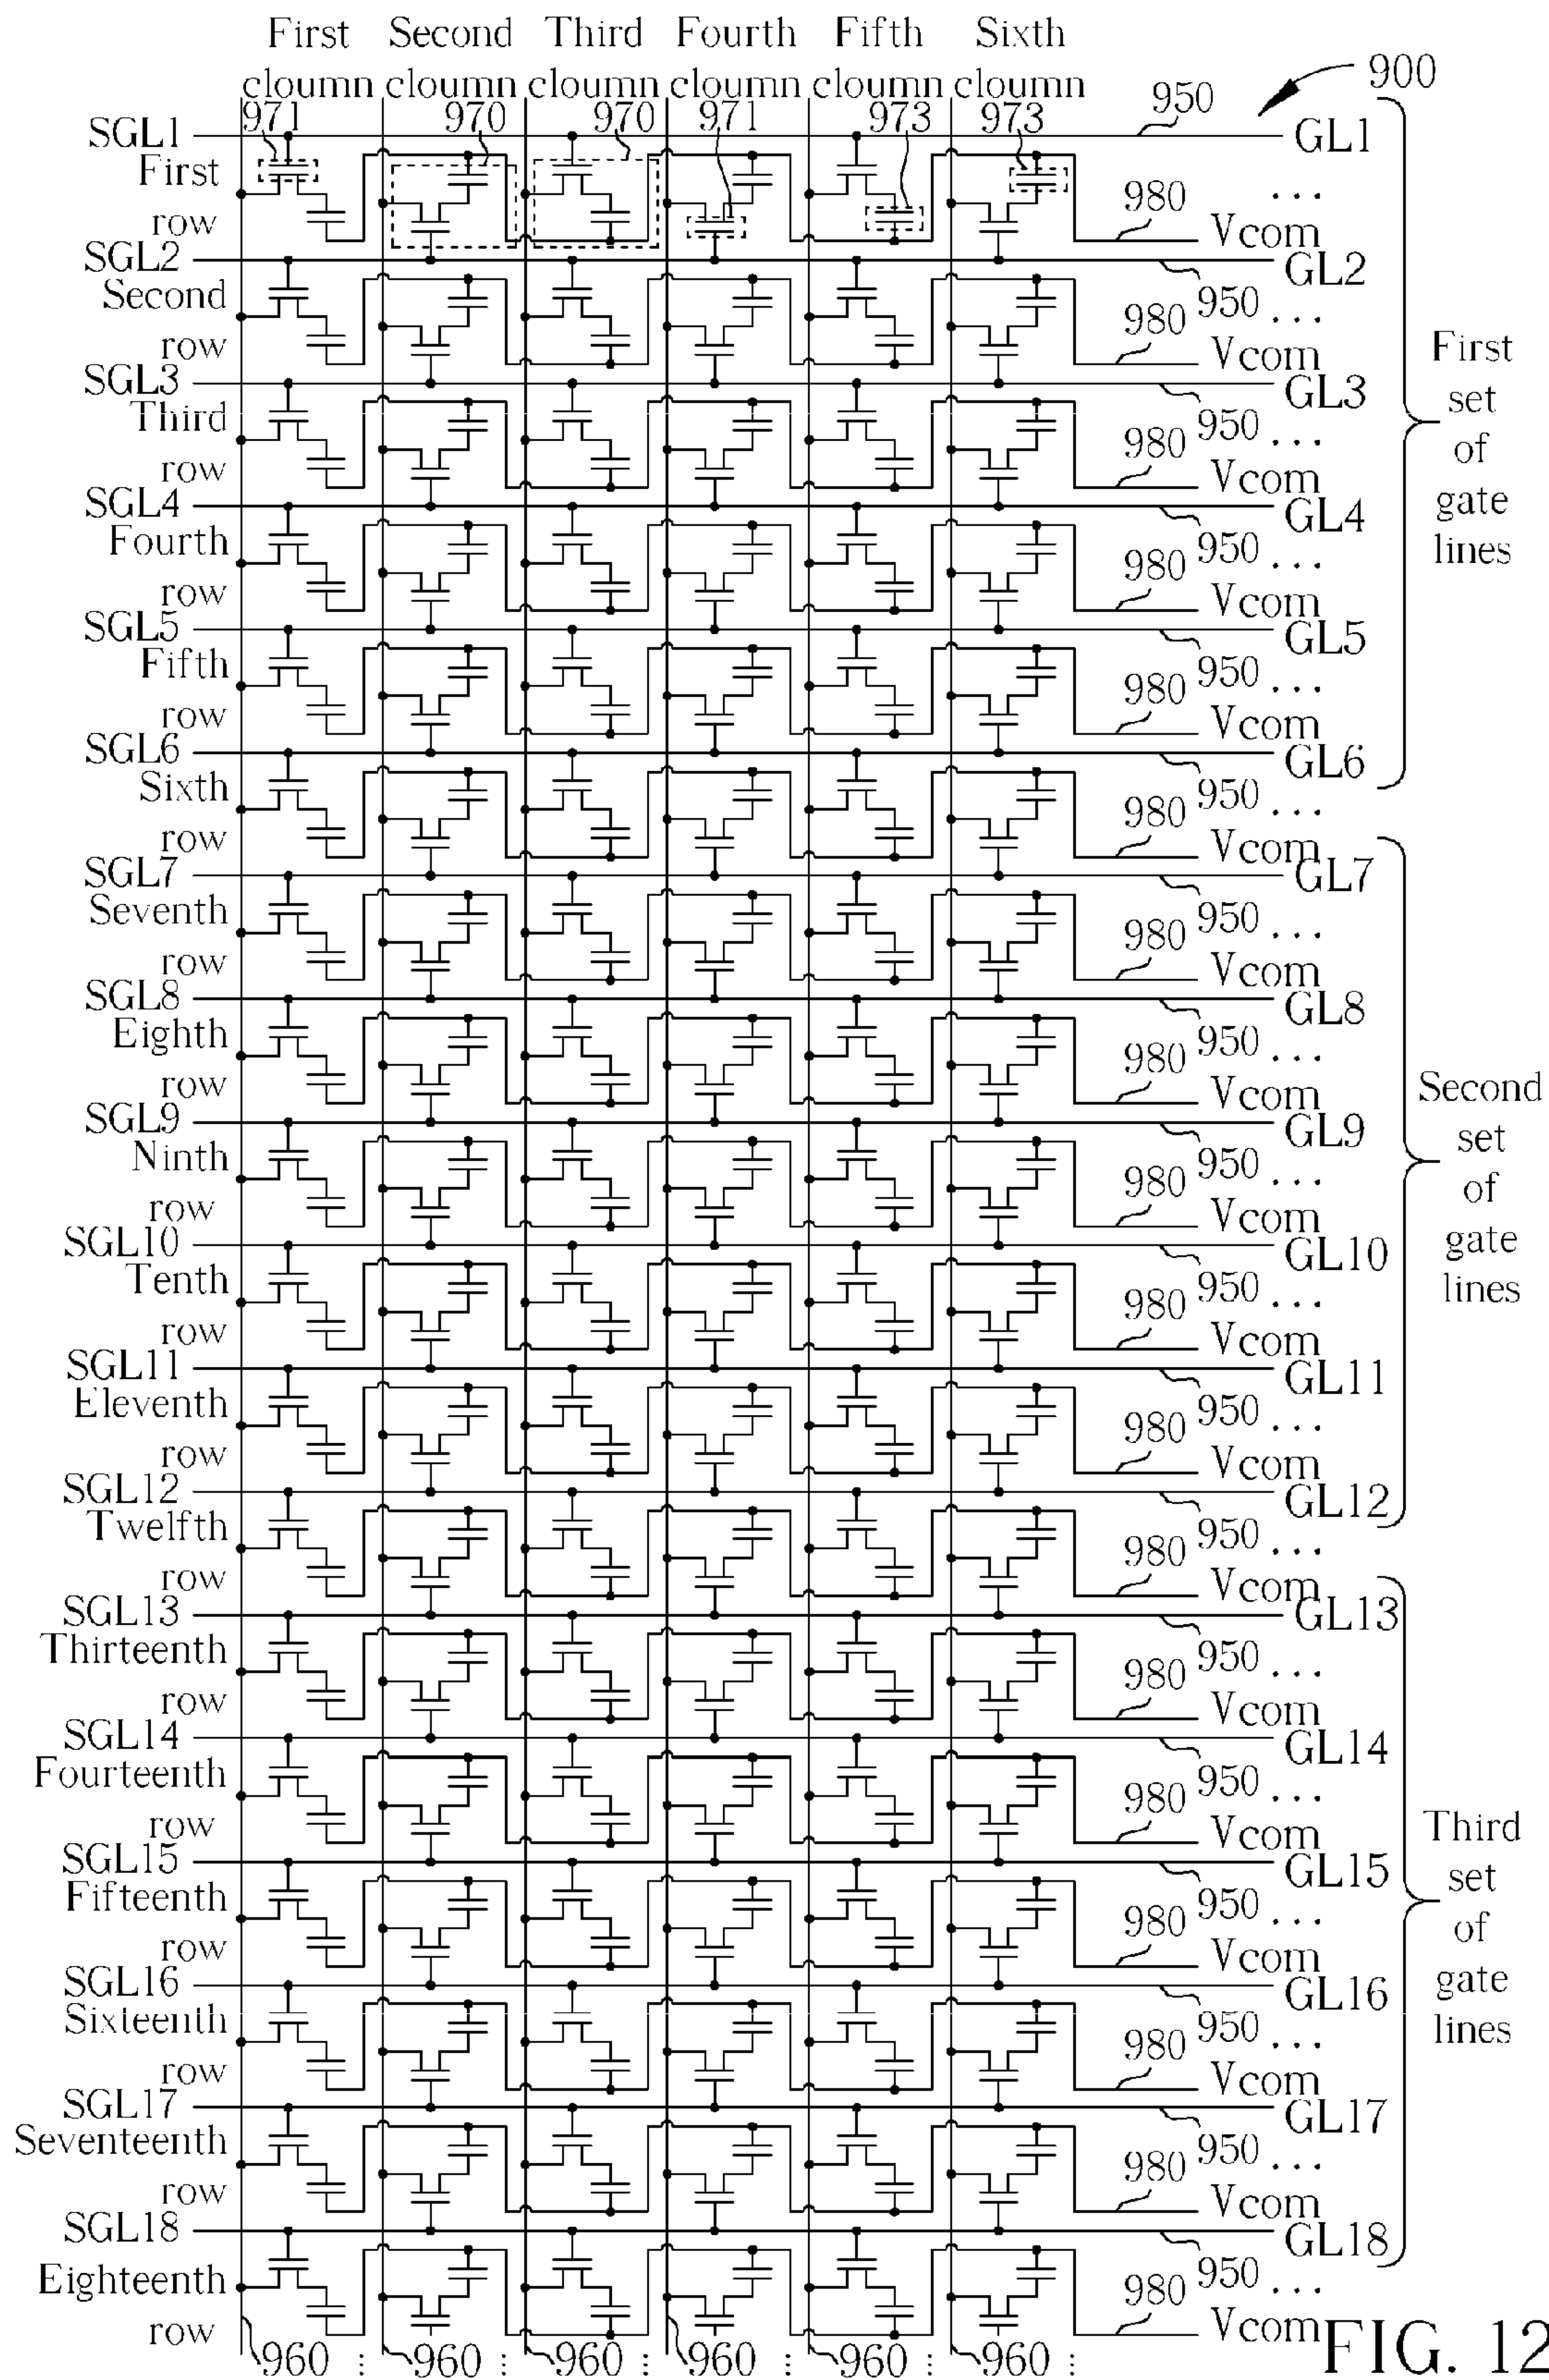 First Second Third Fourth Fifth Sixth
cloumn cloumn cloumn cloumn cloumn cloumn
900
971 970 970 971 973 973 950
SGL1 GL1
First 980 ...
row Vcom
SGL2 GL2
Second 980 950 ...
row Vcom
SGL3 GL3
Third 980 950 ...
row Vcom
SGL4 GL4
Fourth 980 950 ...
row Vcom
SGL5 GL5
Fifth 980 950 ...
row Vcom
SGL6 GL6
Sixth 980 950 ...
row Vcom
First
set
of
gate
lines
SGL7 GL7
Seventh 980 950 ...
row Vcom
SGL8 GL8
Eighth 980 950 ...
row Vcom
SGL9 GL9
Ninth 980 950 ...
row Vcom
SGL10 GL10
Tenth 980 950 ...
row Vcom
SGL11 GL11
Eleventh 980 950 ...
row Vcom
SGL12 GL12
Twelfth 980 950 ...
row Vcom
Second
set
of
gate
lines
SGL13 GL13
Thirteenth 980 950 ...
row Vcom
SGL14 GL14
Fourteenth 980 950 ...
row Vcom
SGL15 GL15
Fifteenth 980 950 ...
row Vcom
SGL16 GL16
Sixteenth 980 950 ...
row Vcom
SGL17 GL17
Seventeenth 980 950 ...
row Vcom
SGL18 GL18
Eighteenth 980 950 ...
row Vcom
Third
set
of
gate
lines
960 ⋮ 960 ⋮ 960 ⋮ 960 ⋮ 960 ⋮ 960 ⋮
FIG. 12